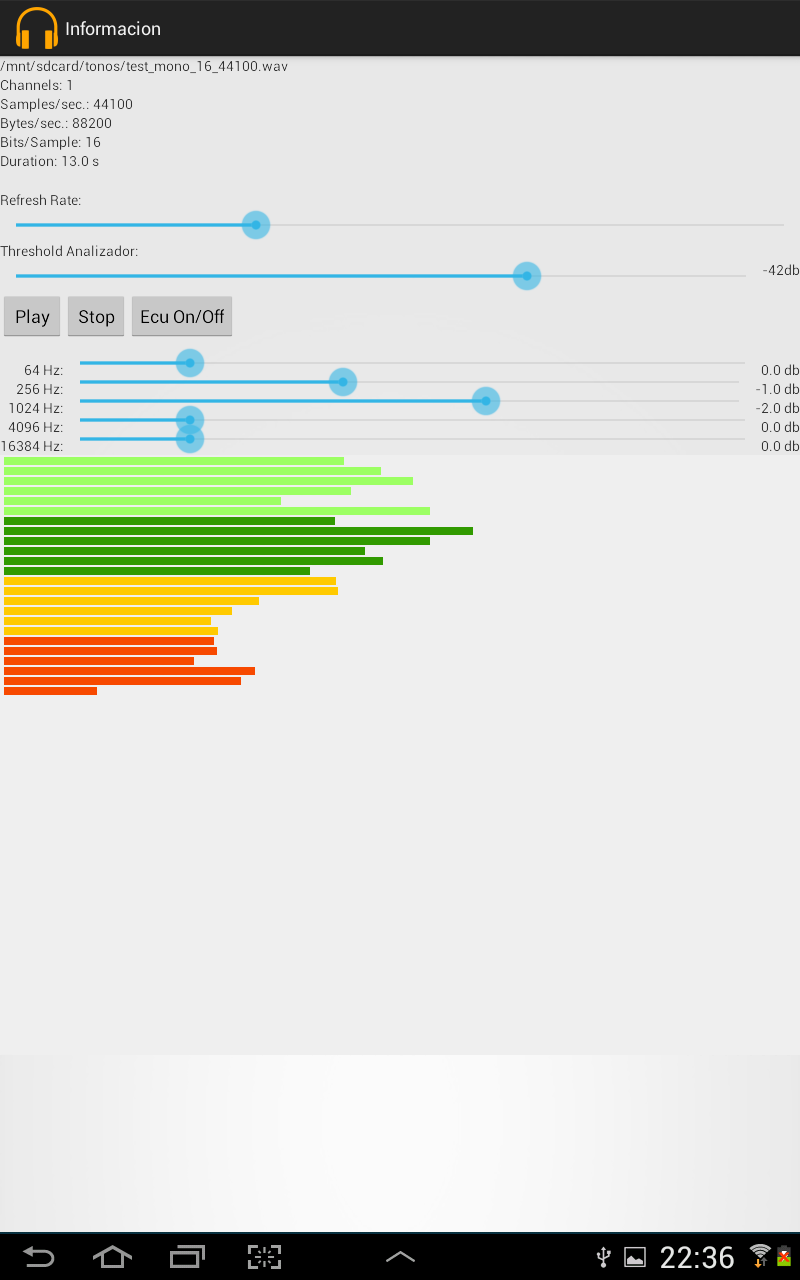 Informacion
/mnt/sdcard/tonos/test_mono_16_44100.wav
Channels: 1
Samples/sec.: 44100
Bytes/sec.: 88200
Bits/Sample: 16
Duration: 13.0 s
Refresh Rate:
Threshold Analizador:
-42db
Play Stop Ecu On/Off
64 Hz: 0.0 db
256 Hz: -1.0 db
1024 Hz: -2.0 db
4096 Hz: 0.0 db
16384 Hz: 0.0 db
22:36